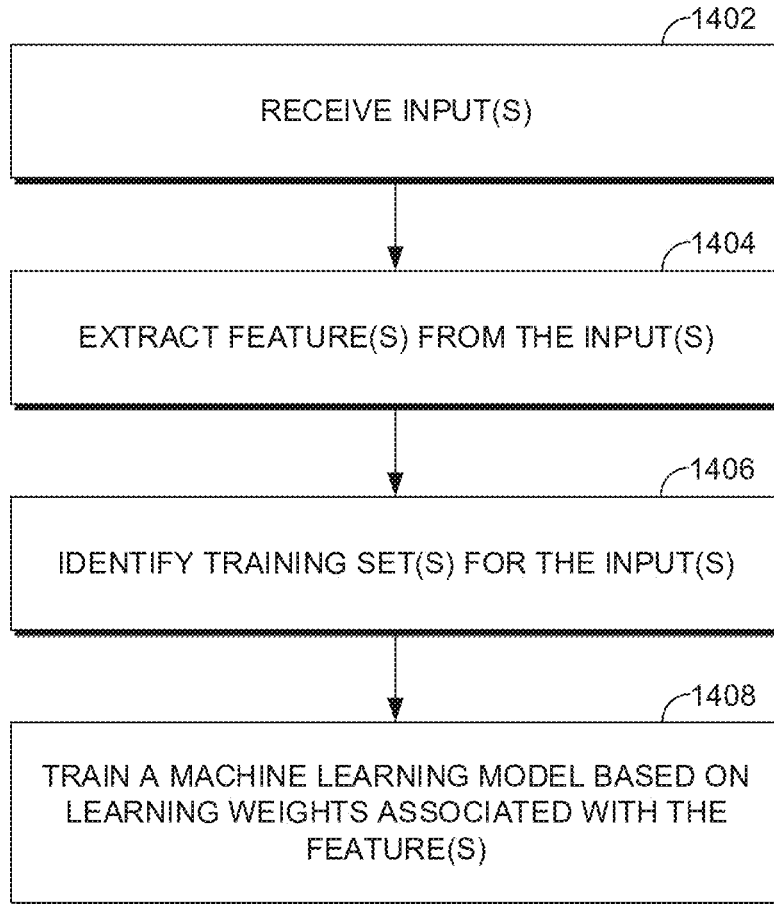 1402
RECEIVE INPUT(S)
1404
EXTRACT FEATURE(S) FROM THE INPUT(S)
1406
IDENTIFY TRAINING SET(S) FOR THE INPUT(S)
1408
TRAIN A MACHINE LEARNING MODEL BASED ON
LEARNING WEIGHTS ASSOCIATED WITH THE
FEATURE(S)